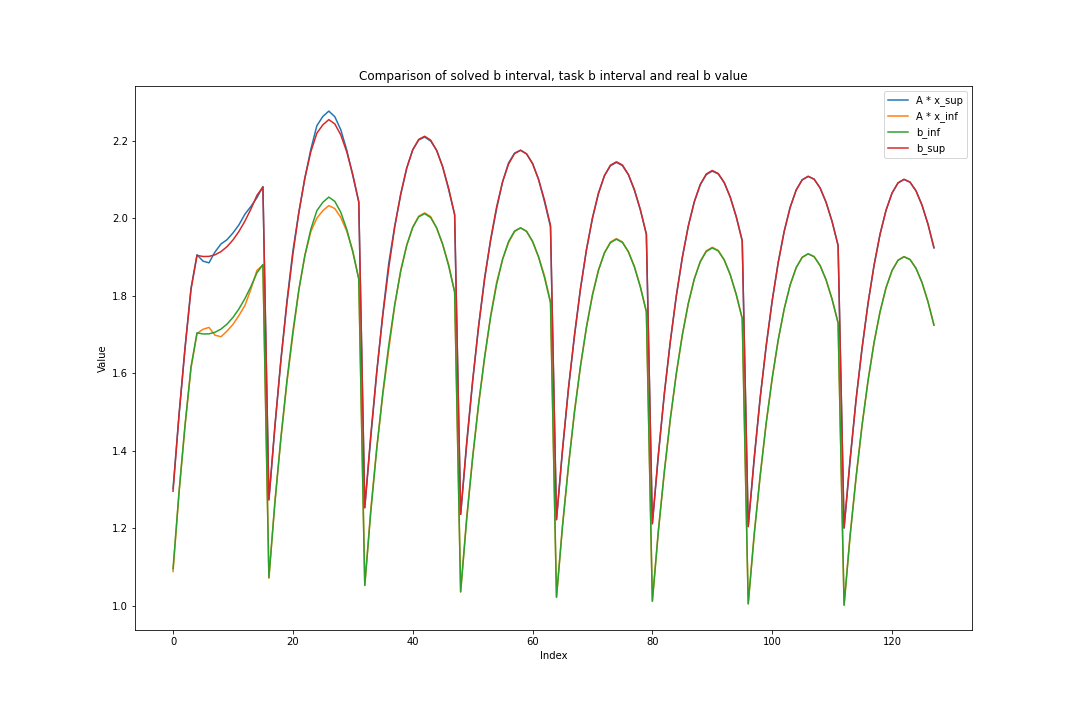 Comparison of solved b interval, task b interval and real b value
A * x_sup
A * x_inf
b_inf
b_sup
Value
2.2
2.0
1.8
1.6
1.4
1.2
1.0
0 20 40 60 80 100 120
Index